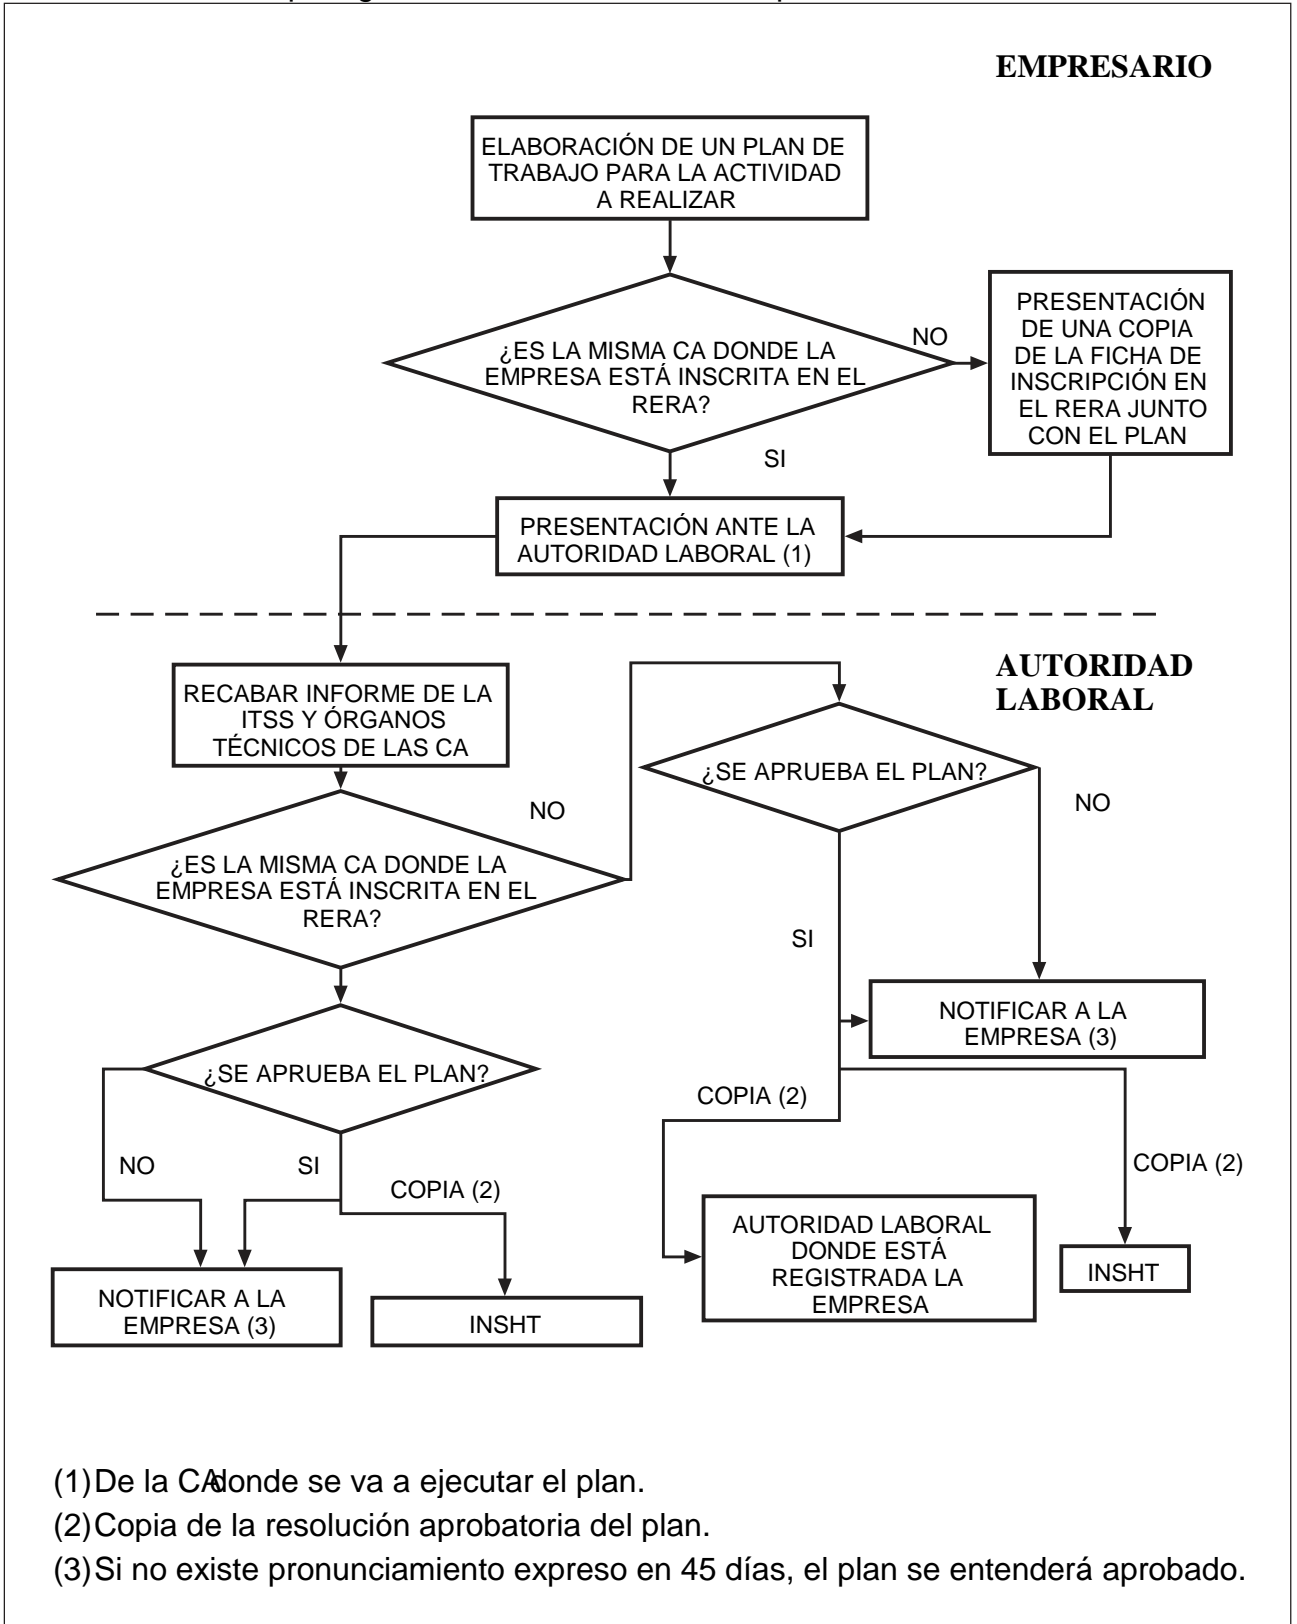 EMPRESARIO
ELABORACIÓN DE UN PLAN DE
TRABAJO PARA LA ACTIVIDAD
A REALIZAR
¿ES LA MISMA CA DONDE LA
EMPRESA ESTÁ INSCRITA EN EL
RERA?
NO
PRESENTACIÓN
DE UNA COPIA
DE LA FICHA DE
INSCRIPCIÓN EN
EL RERA JUNTO
CON EL PLAN
SI
PRESENTACIÓN ANTE LA
AUTORIDAD LABORAL (1)
AUTORIDAD
LABORAL
RECABAR INFORME DE LA
ITSS Y ÓRGANOS
TÉCNICOS DE LAS CA
¿ES LA MISMA CA DONDE LA
EMPRESA ESTÁ INSCRITA EN EL
RERA?
NO
¿SE APRUEBA EL PLAN?
NO
SI
NOTIFICAR A LA
EMPRESA (3)
COPIA (2)
COPIA (2)
AUTORIDAD LABORAL
DONDE ESTÁ
REGISTRADA LA
EMPRESA
INSHT
¿SE APRUEBA EL PLAN?
NO
SI
COPIA (2)
NOTIFICAR A LA
EMPRESA (3)
INSHT
(1) De la CA donde se va a ejecutar el plan.
(2) Copia de la resolución aprobatoria del plan.
(3) Si no existe pronunciamiento expreso en 45 días, el plan se entenderá aprobado.